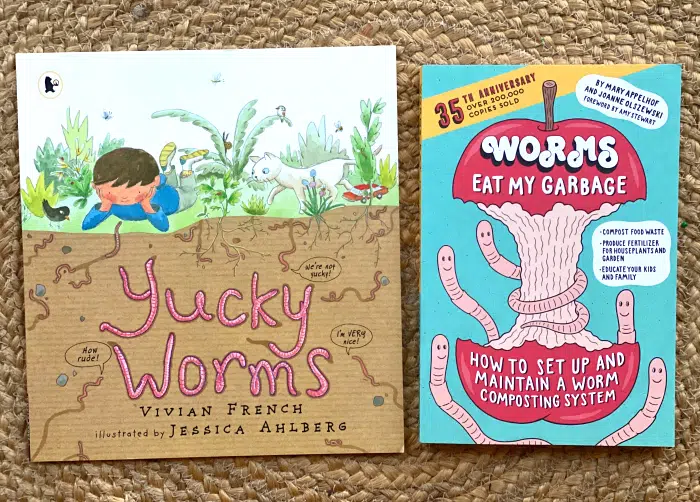 We're not
yucky!
Yucky
Worms
I'm VERy
nice!
How
rude!
VIVIAN FRENCH
illustrated by JESSICA AHLBERG
35TH ANNIVERSARY
OVER 200,000
COPIES SOLD
BY MARY APPELHOF
AND JOANNE OLSZEWSKI
FOREWORD BY AMY STEWART
WORMS
EAT MY GARBAGE
• COMPOST FOOD WASTE
• PRODUCE FERTILIZER
FOR HOUSEPLANTS AND
GARDEN
• EDUCATE YOUR KIDS
AND FAMILY
HOW TO SET UP AND
MAINTAIN A WORM
COMPOSTING SYSTEM